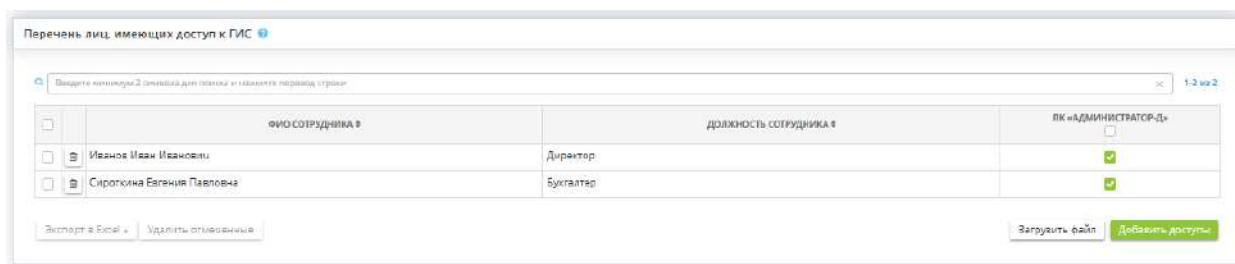 Перечень лиц, имеющих доступ к ГИС
Введите минимум 2 символа для поиска и нажмите перевод строки
1-2 из 2
ФИО СОТРУДНИКА
ДОЛЖНОСТЬ СОТРУДНИКА
ПК «АДМИНИСТРАТОР-Д»
Иванов Иван Иванович
Директор
Сироткина Евгения Павловна
Бухгалтер
Экспорт в Excel
Удалить отмеченные
Загрузить файл
Добавить доступы